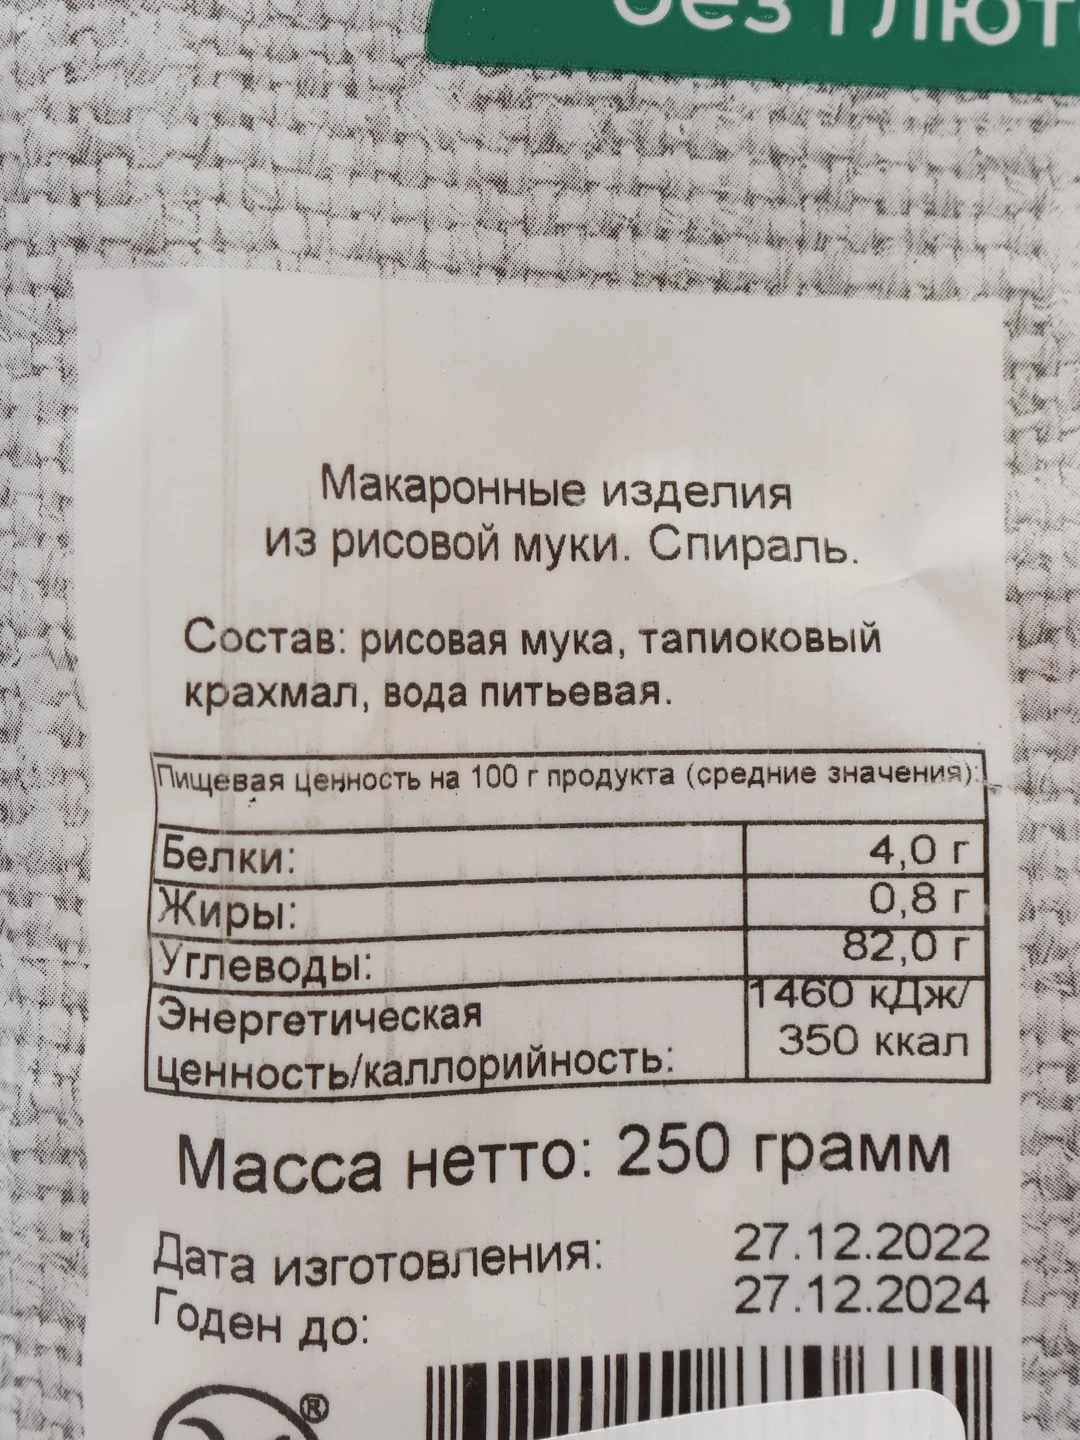 без глют
Макаронные изделия
из рисовой муки. Спираль.
Состав: рисовая мука, тапиоковый
крахмал, вода питьевая.
Пищевая ценность на 100 г продукта (средние значения):
Белки: 4,0 г
Жиры: 0,8 г
Углеводы: 82,0 г
Энергетическая 1460 кДж/
ценность/каллорийность: 350 ккал
Масса нетто: 250 грамм
Дата изготовления: 27.12.2022
Годен до: 27.12.2024
®